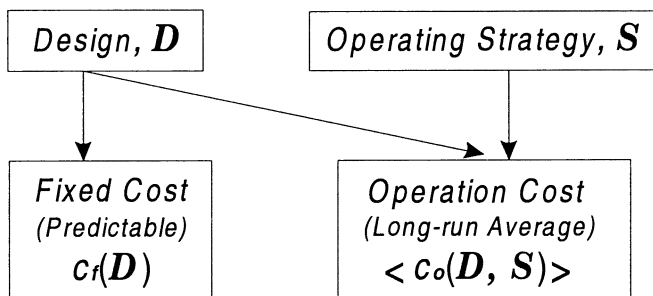 Design, D
Operating Strategy, S
Fixed Cost
(Predictable)
Cf(D)
Operation Cost
(Long-run Average)
< Co(D, S)>